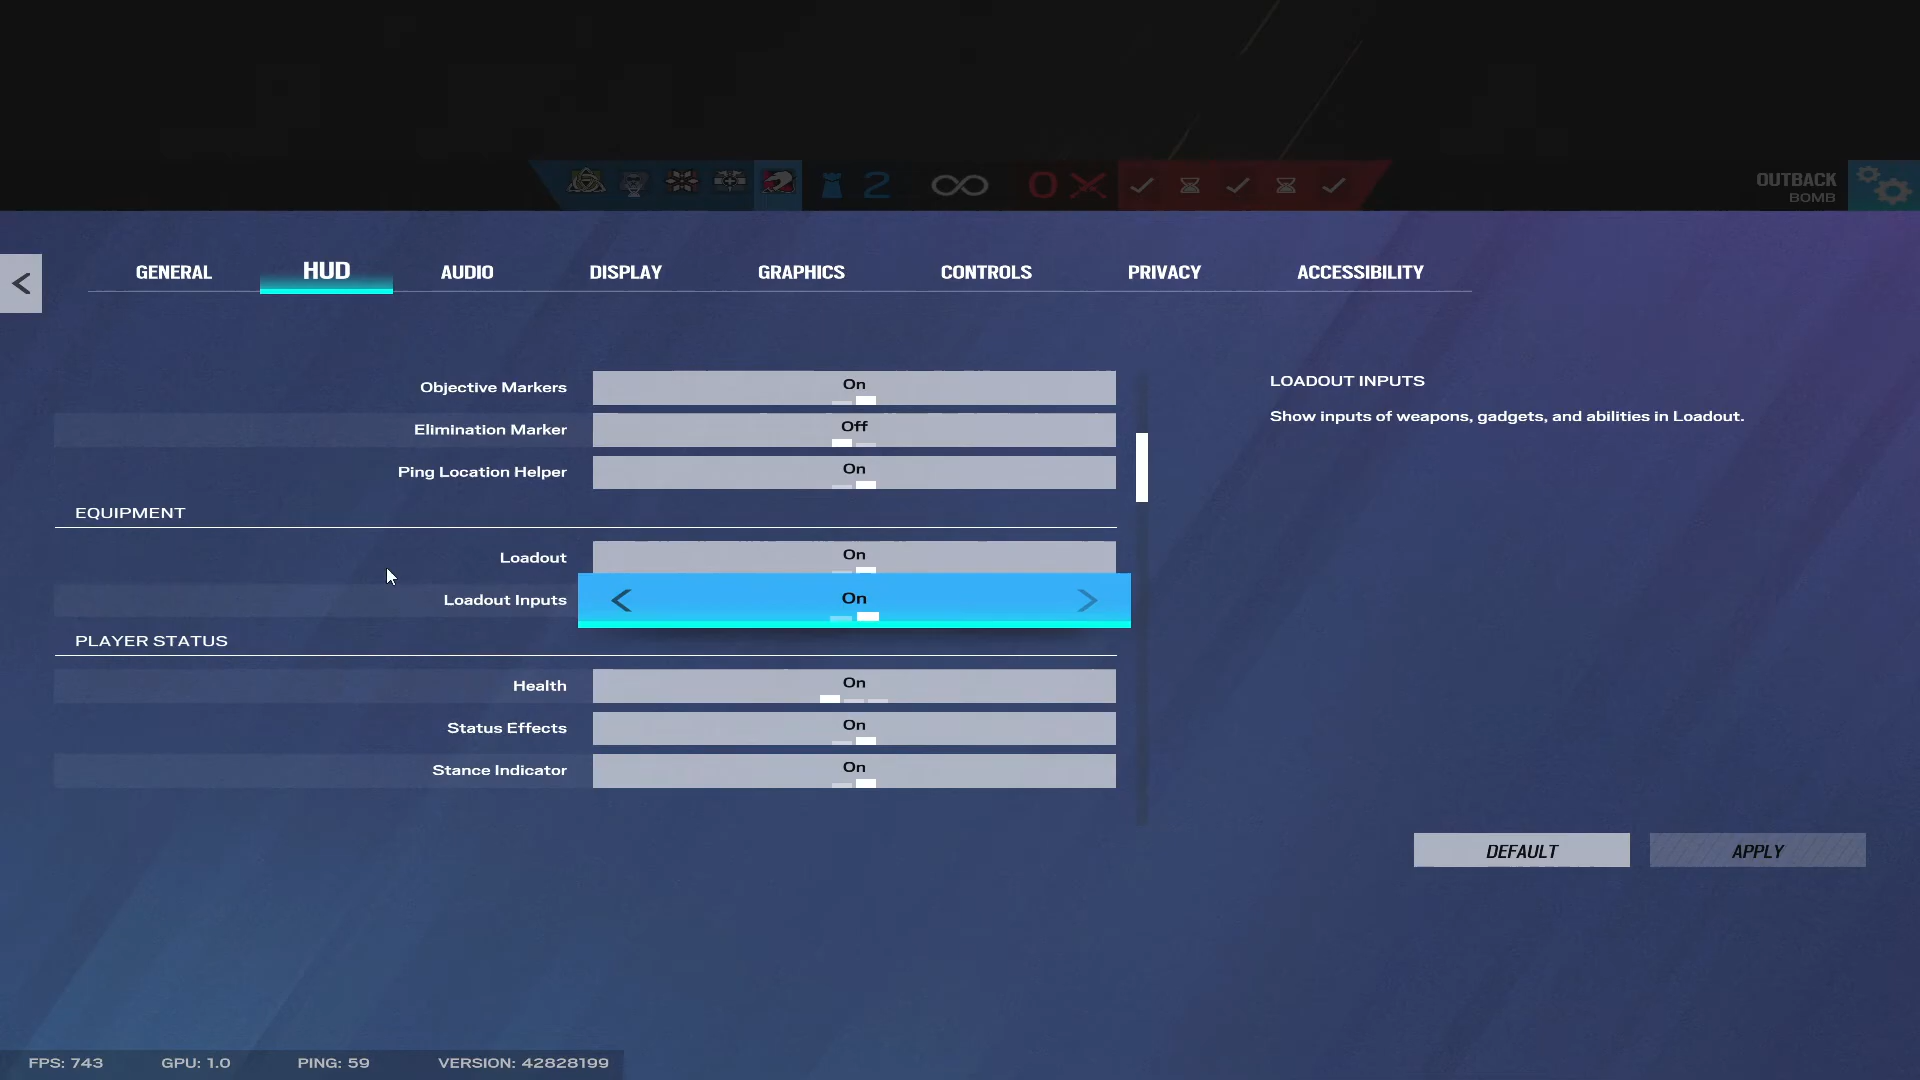 2 0
OUTBACK
BOMB
GENERAL HUD AUDIO DISPLAY GRAPHICS CONTROLS PRIVACY ACCESSIBILITY
Objective Markers On
Elimination Marker Off
Ping Location Helper On
EQUIPMENT
Loadout On
Loadout Inputs On
PLAYER STATUS
Health On
Status Effects On
Stance Indicator On
LOADOUT INPUTS
Show inputs of weapons, gadgets, and abilities in Loadout.
DEFAULT APPLY
FPS: 743 GPU: 1.0 PING: 59 VERSION: 42828199